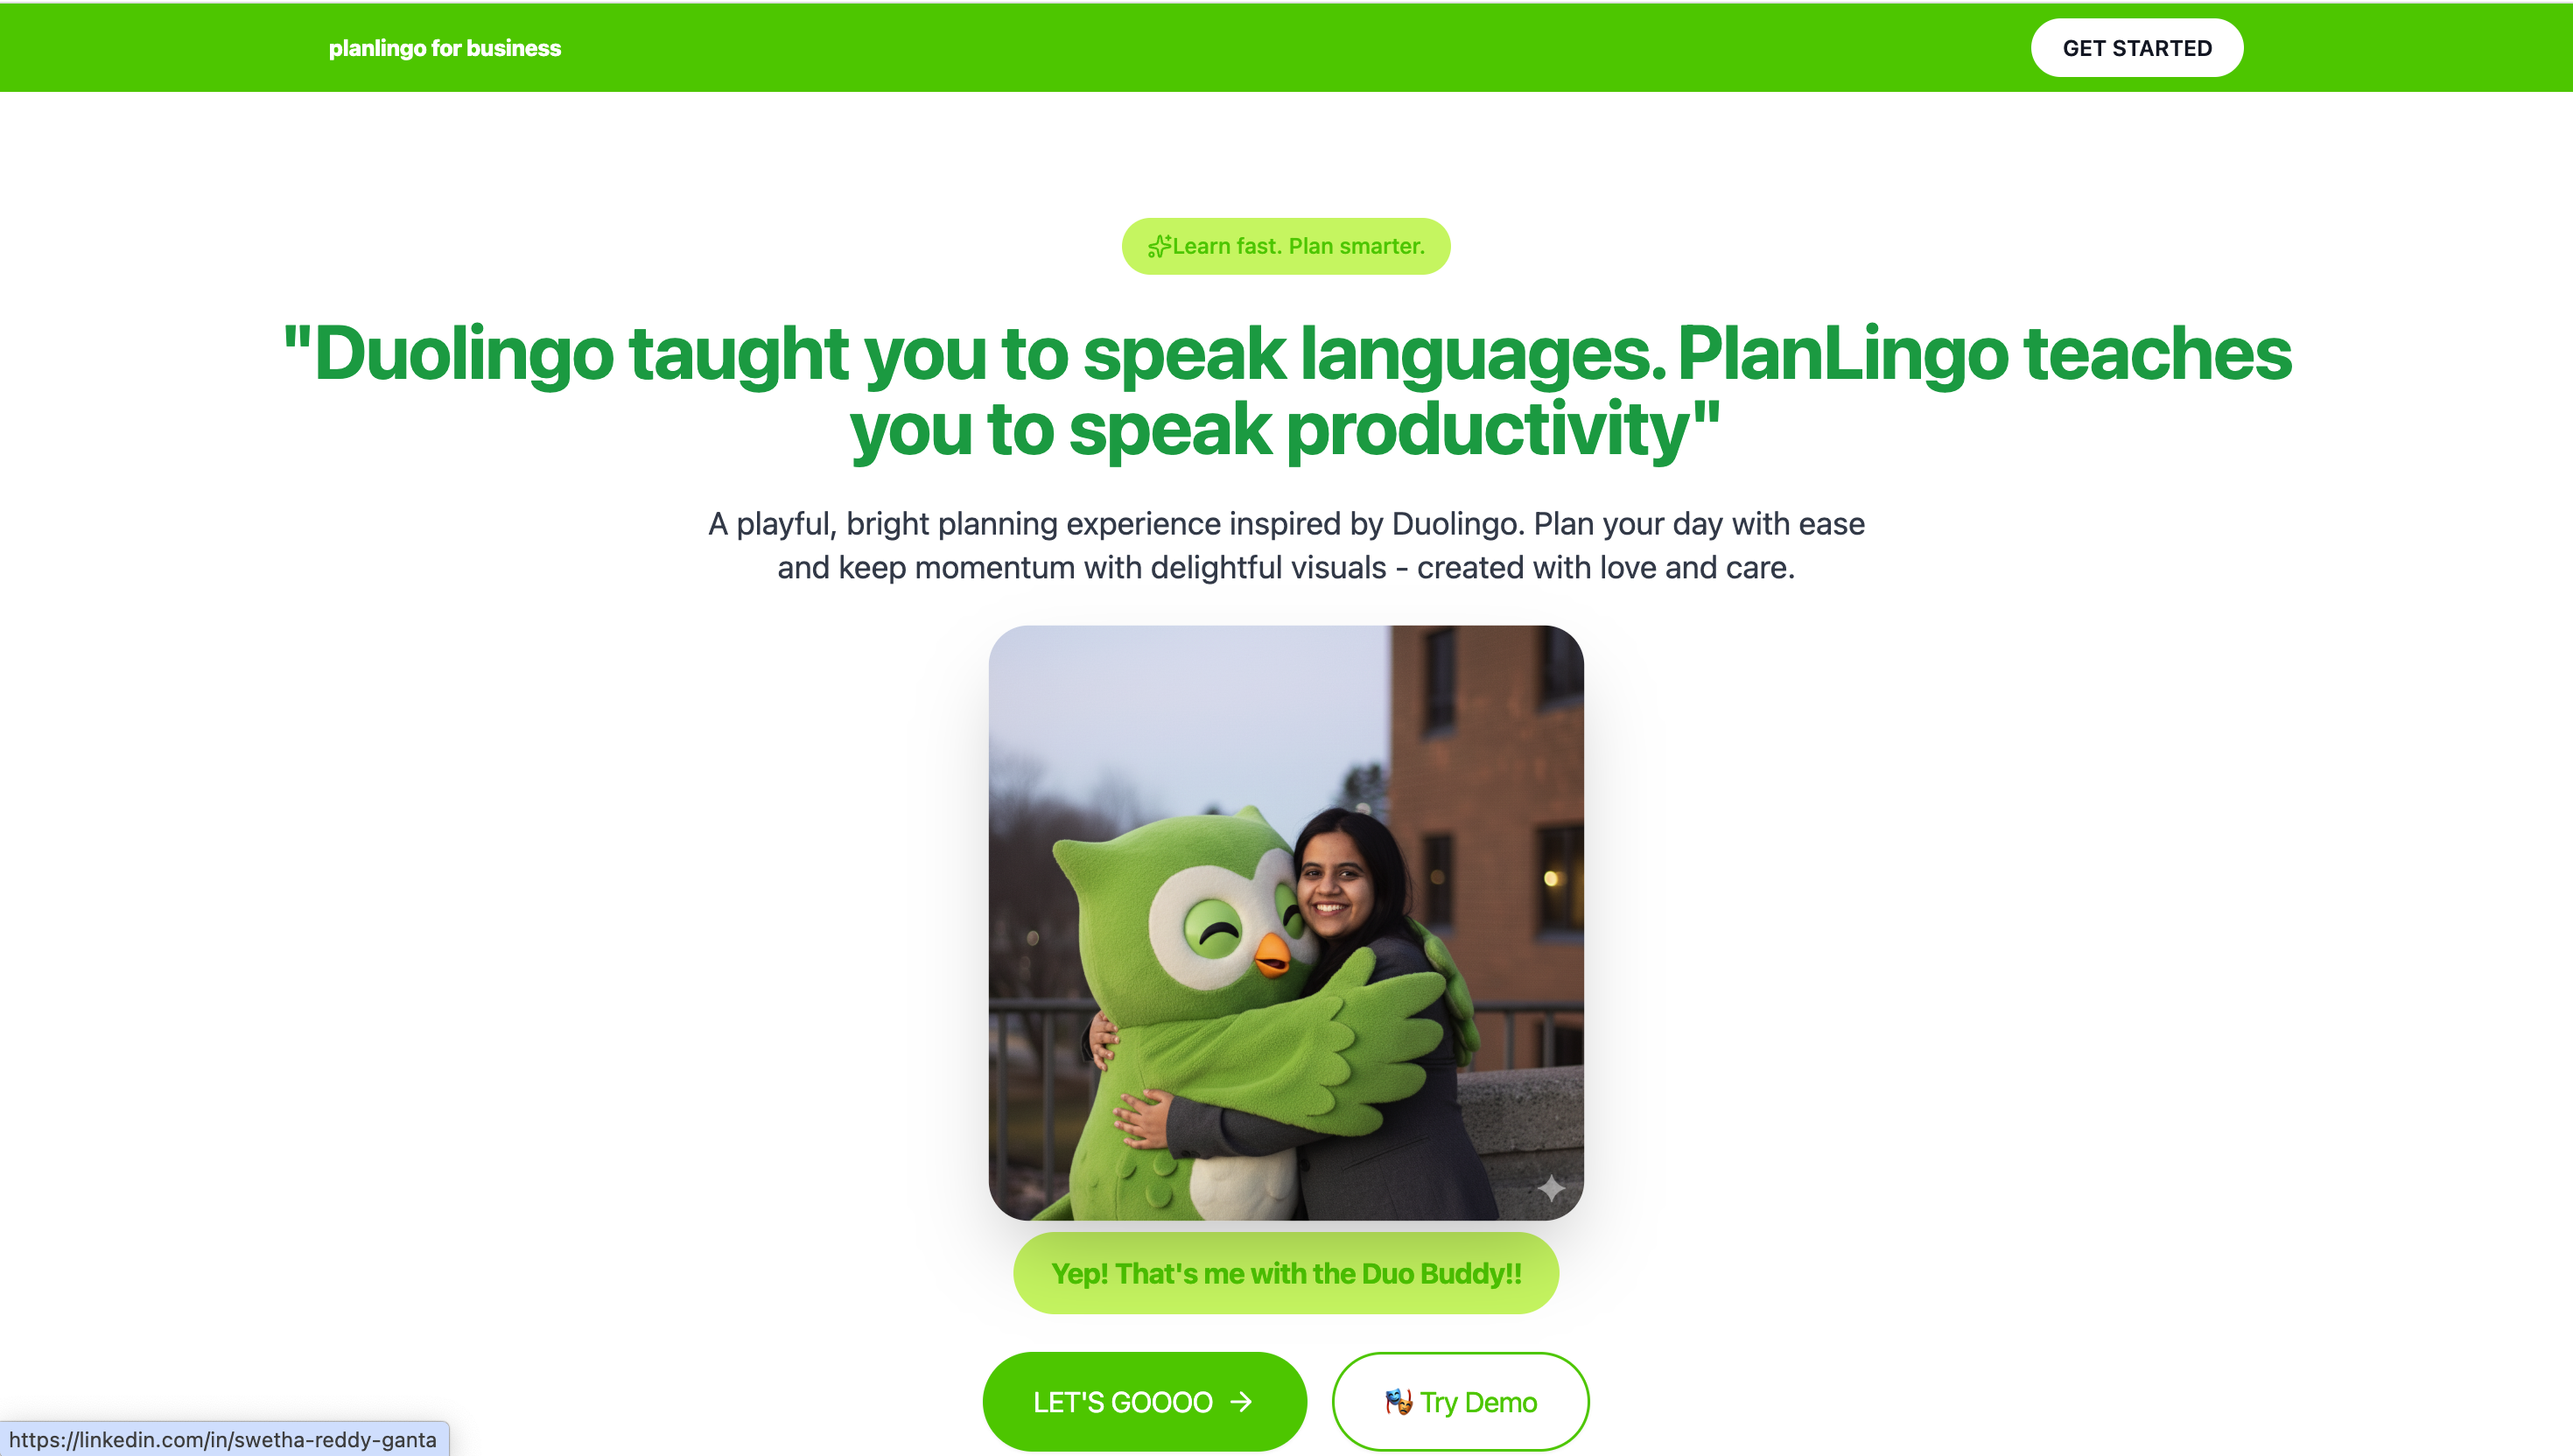 planlingo for business
GET STARTED
Learn fast. Plan smarter.
"Duolingo taught you to speak languages. PlanLingo teaches
you to speak productivity"
A playful, bright planning experience inspired by Duolingo. Plan your day with ease
and keep momentum with delightful visuals - created with love and care.
Yep! That's me with the Duo Buddy!!
LET'S GOOOO
Try Demo
https://linkedin.com/in/swetha-reddy-ganta